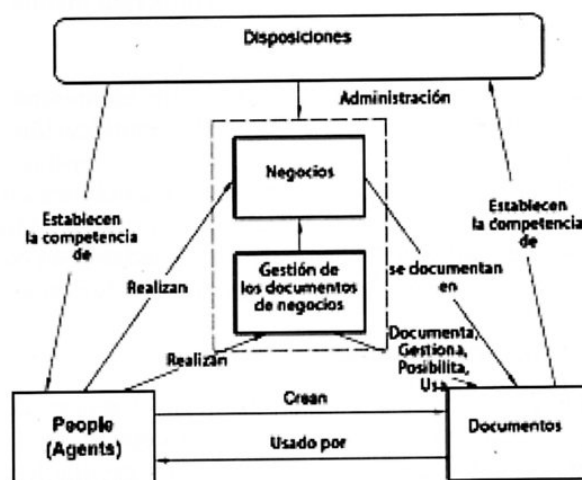 Disposiciones
Administración
Negocios
Establecen
la competencia
de
Establecen
la competencia
de
Realizan
Gestión de
los documentos
de negocios
se documentan
en
Realizan
Documenta,
Gestiona,
Posibilita,
Usa
People
(Agents)
Crean
Usado por
Documentos